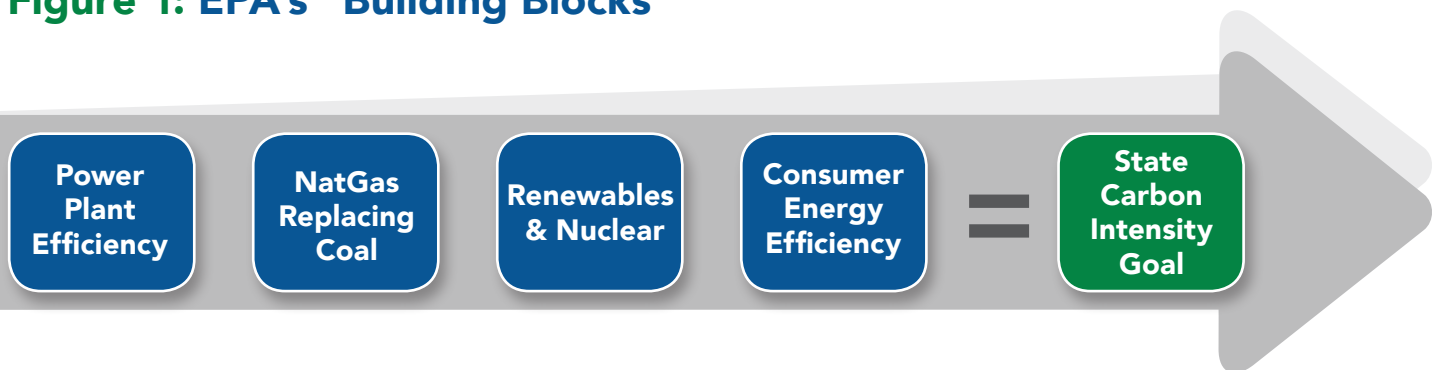 Figure 1: EPA's "Building Blocks"
Power
Plant
Efficiency
NatGas
Replacing
Coal
Renewables
& Nuclear
Consumer
Energy
Efficiency
=
State
Carbon
Intensity
Goal